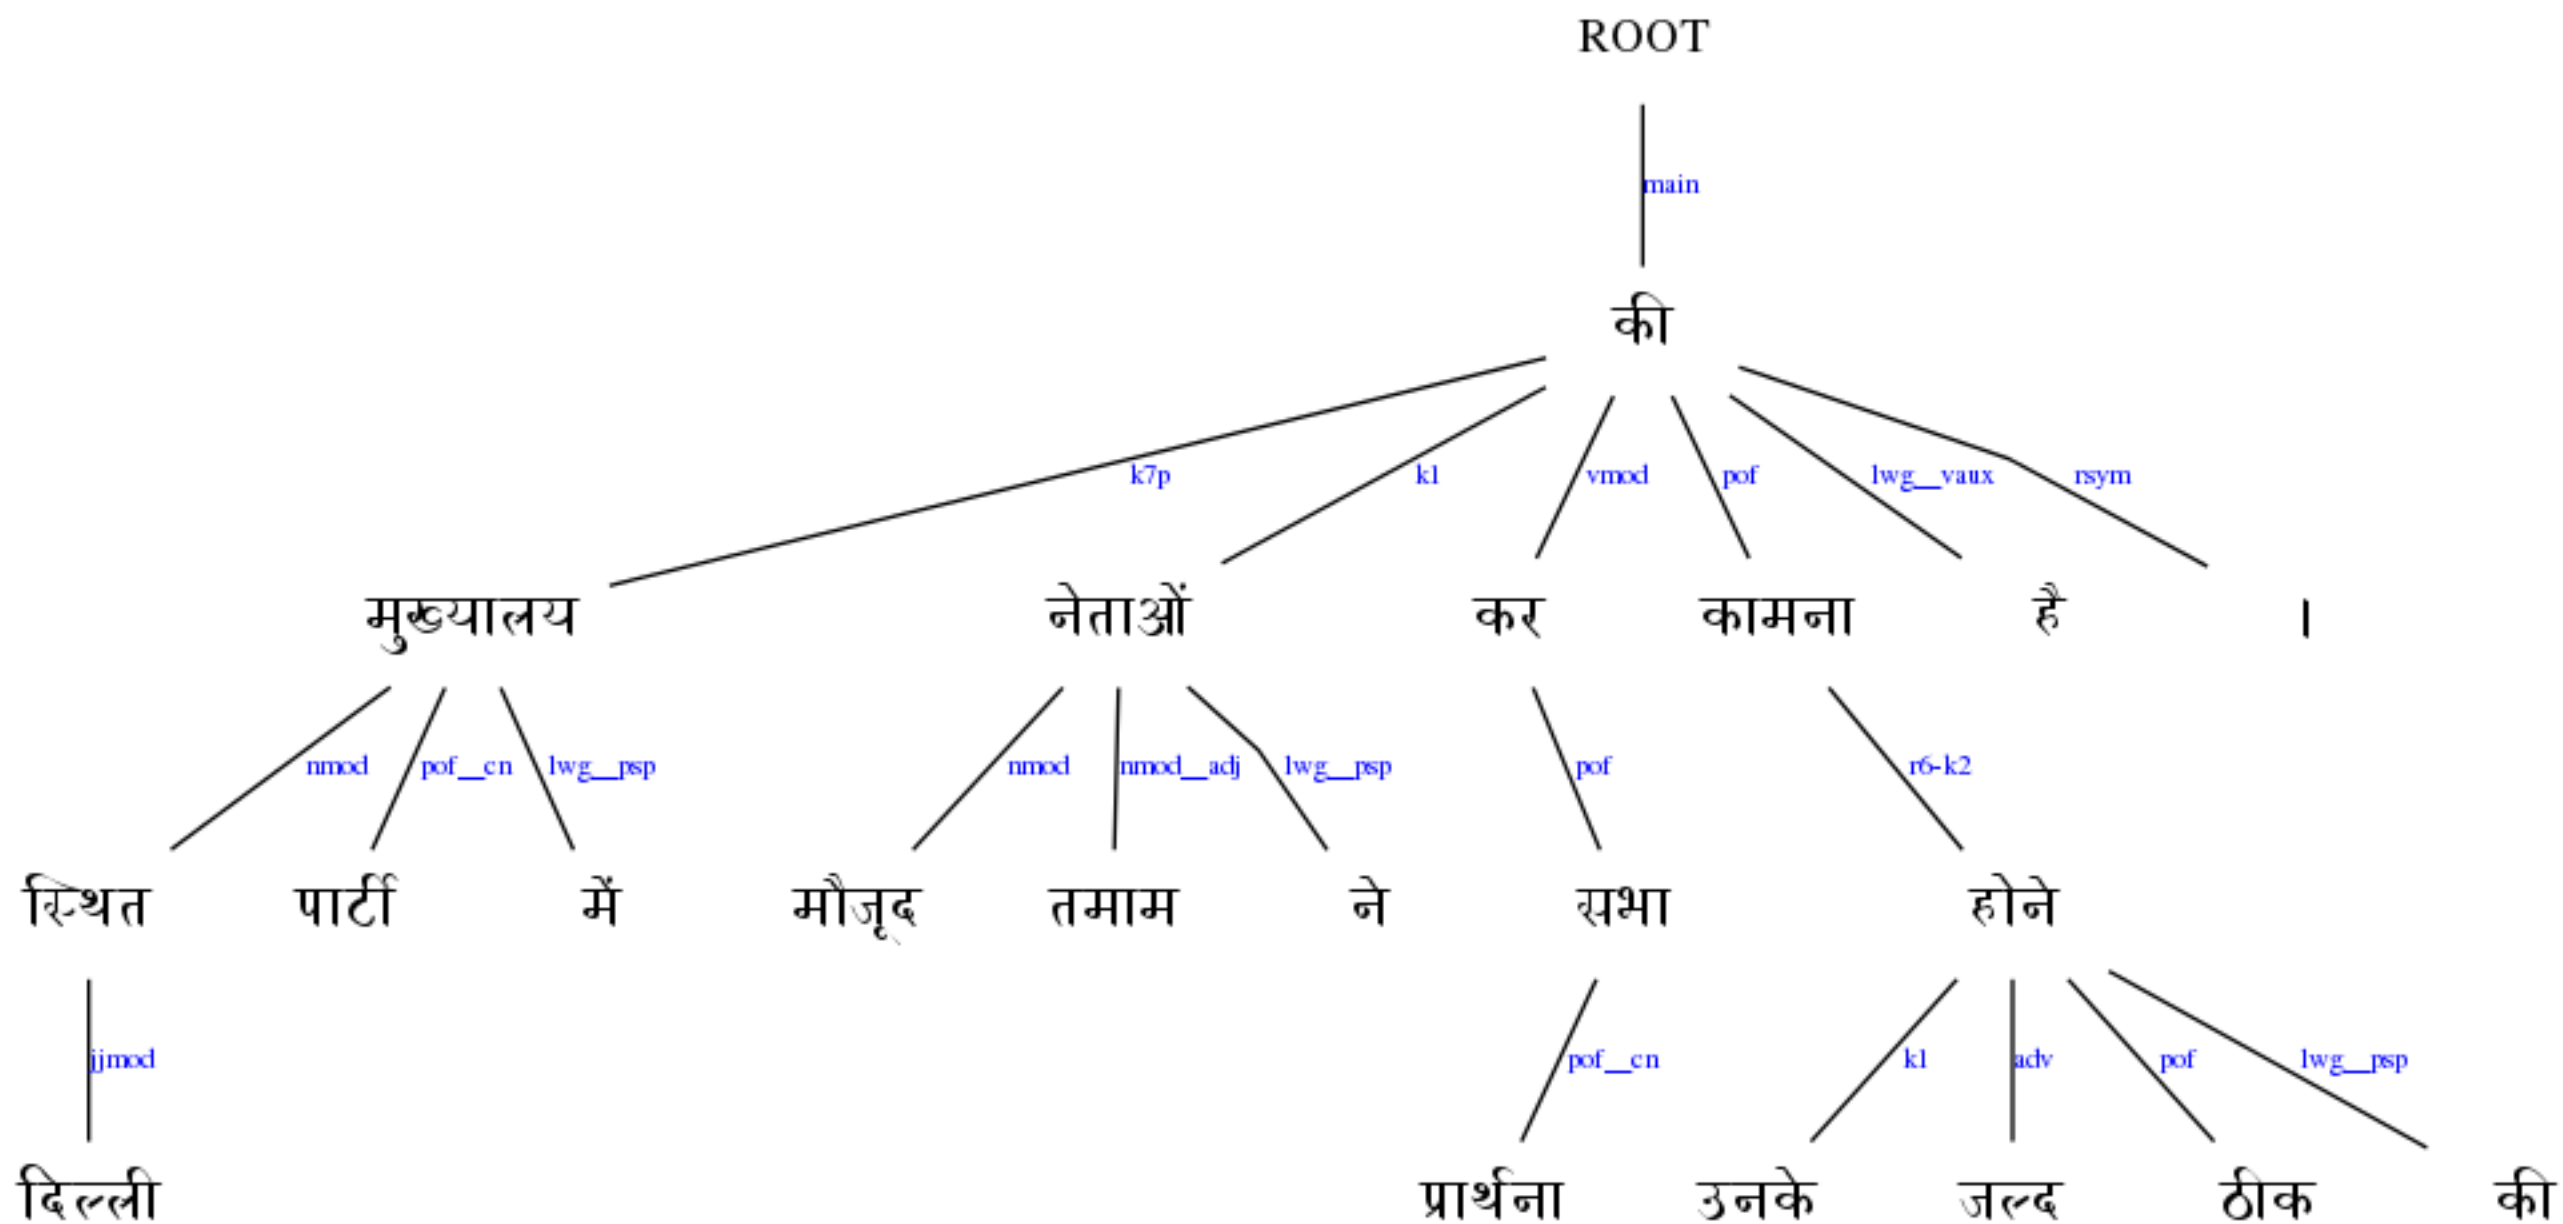 ROOT
main
की
k7p k1 vmod pof lwg__vaux rsym
मुख्यालय नेताओं कर कामना है ।
nmod pof__cn lwg__psp nmod nmod__adj lwg__psp pof r6-k2
स्थित पार्टी में मौजूद तमाम ने सभा होने
jjmod pof__cn k1 adv pof lwg__psp
दिल्ली प्रार्थना उनके जल्द ठीक की